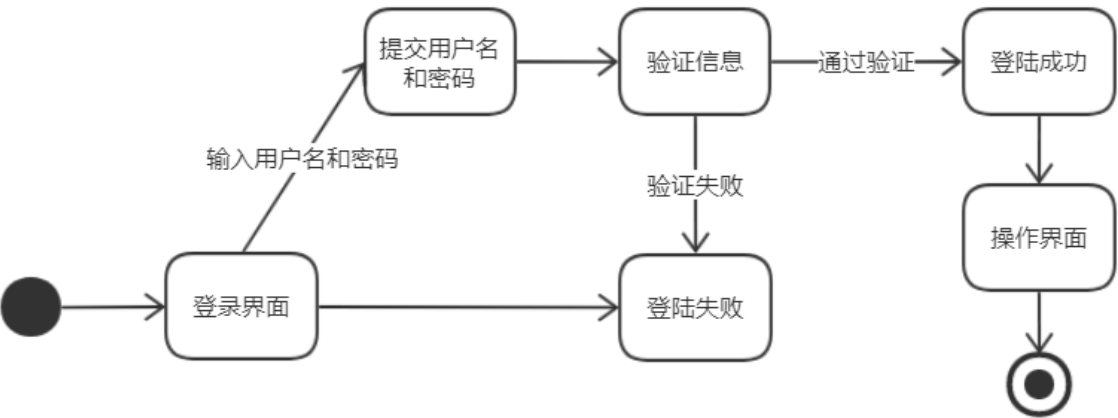 提交用户名
和密码
验证信息
通过验证
登陆成功
输入用户名和密码
验证失败
操作界面
登录界面
登陆失败